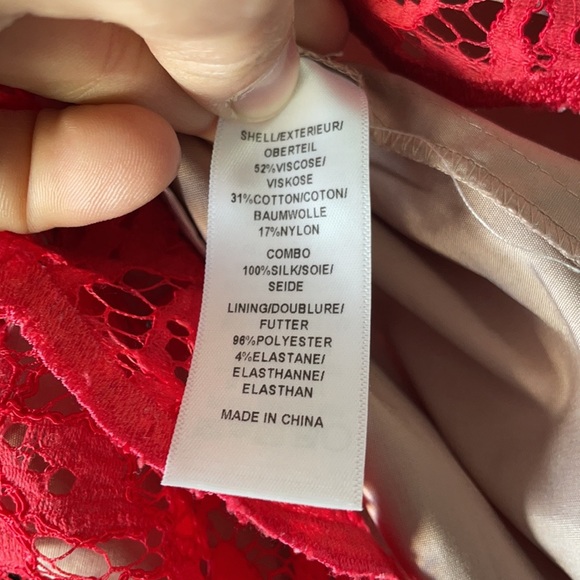 SHELL/EXTERIEUR/
OBERTEIL
52%VISCOSE/
VISKOSE
31%COTTON/COTON/
BAUMWOLLE
17%NYLON
COMBO
100%SILK/SOIE/
SEIDE
LINING/DOUBLURE/
FUTTER
96%POLYESTER
4%ELASTANE/
ELASTHANNE/
ELASTHAN
MADE IN CHINA